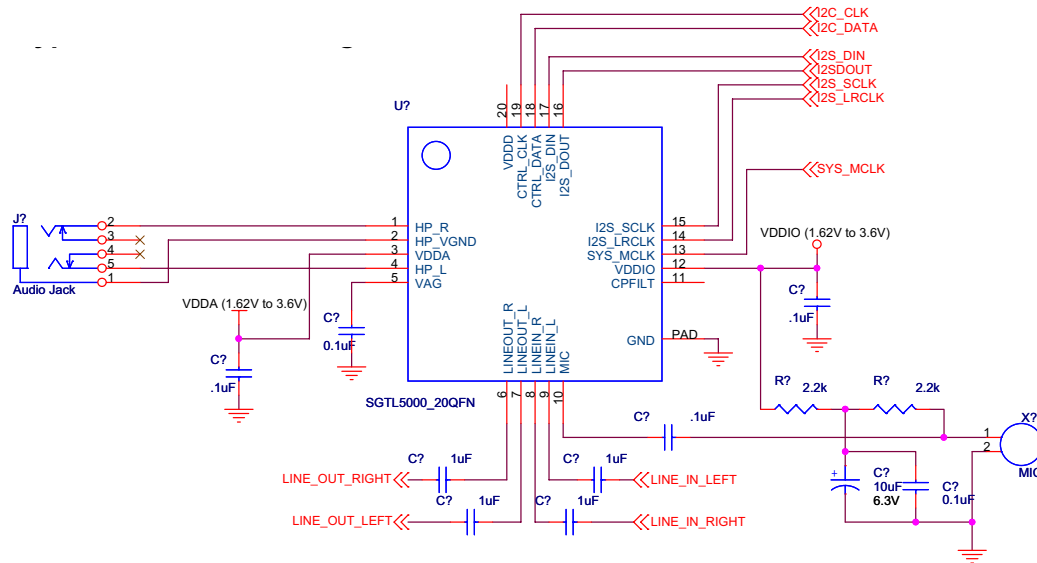 I2C_CLK
I2C_DATA
I2S_DIN
I2SDOUT
I2S_SCLK
I2S_LRCLK
SYS_MCLK
U?
20
19
18
17
16
VDDD
CTRL_CLK
CTRL_DATA
I2S_DIN
I2S_DOUT
J?
2
3
4
5
1
Audio Jack
1
2
3
4
5
HP_R
HP_VGND
VDDA
HP_L
VAG
I2S_SCLK
I2S_LRCLK
SYS_MCLK
VDDIO
CPFILT
15
14
13
12
11
GND
PAD
VDDIO (1.62V to 3.6V)
C?
.1uF
VDDA (1.62V to 3.6V)
C?
.1uF
C?
0.1uF
LINEOUT_R
LINEOUT_L
LINEIN_R
LINEIN_L
MIC
6
7
8
9
10
SGTL5000_20QFN
R?
2.2k
R?
2.2k
C?
.1uF
X?
1
2
MIC
C?
1uF
LINE_OUT_RIGHT
C?
1uF
LINE_IN_LEFT
C?
1uF
LINE_OUT_LEFT
C?
1uF
LINE_IN_RIGHT
+
C?
10uF
6.3V
C?
0.1uF